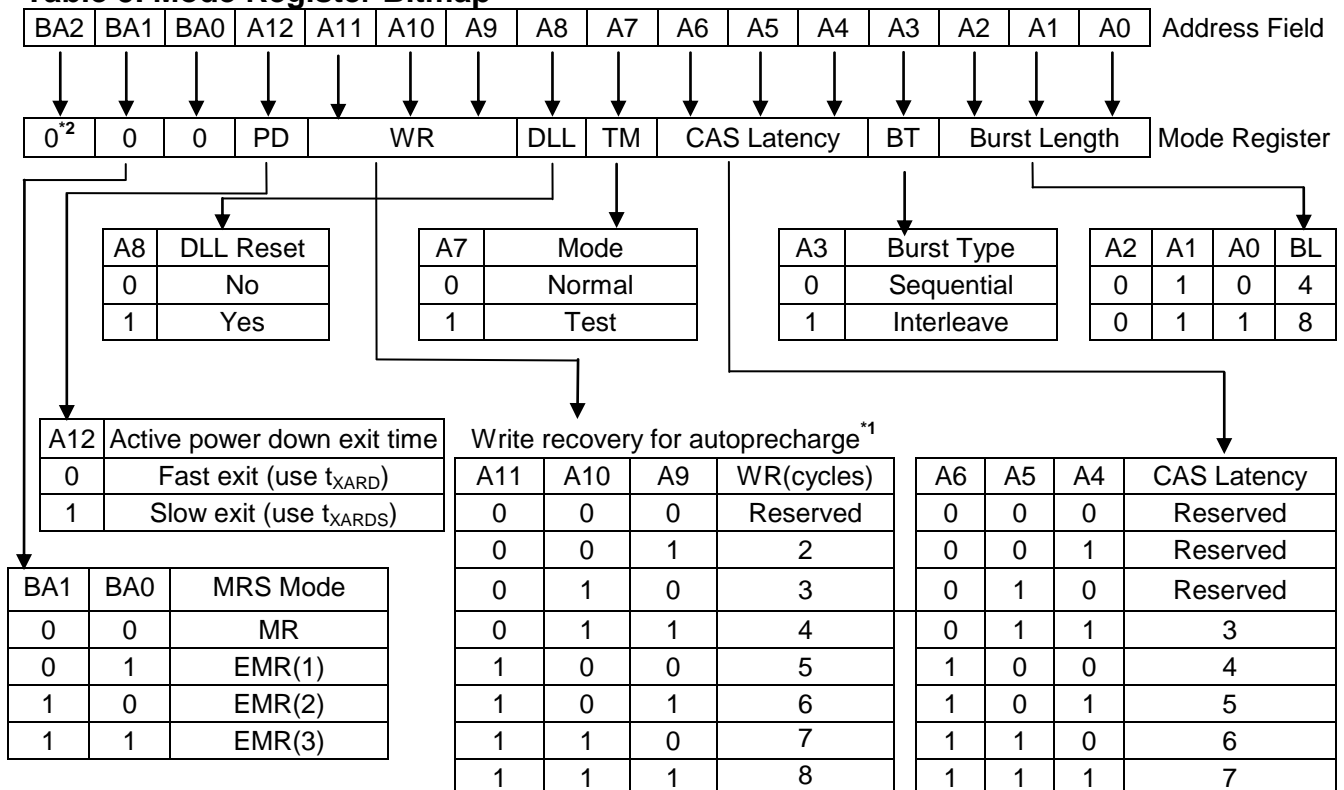 Table 6. Mode Register Bitmap
BA2 BA1 BA0 A12 A11 A10 A9 A8 A7 A6 A5 A4 A3 A2 A1 A0 Address Field
0*2 0 0 PD WR DLL TM CAS Latency BT Burst Length Mode Register
A8 DLL Reset
0 No
1 Yes
A7 Mode
0 Normal
1 Test
A3 Burst Type
0 Sequential
1 Interleave
A2 A1 A0 BL
0 1 0 4
0 1 1 8
A12 Active power down exit time
0 Fast exit (use tXARD)
1 Slow exit (use tXARDS)
BA1 BA0 MRS Mode
0 0 MR
0 1 EMR(1)
1 0 EMR(2)
1 1 EMR(3)
Write recovery for autoprecharge*1
A11 A10 A9 WR(cycles)
0 0 0 Reserved
0 0 1 2
0 1 0 3
0 1 1 4
1 0 0 5
1 0 1 6
1 1 0 7
1 1 1 8
A6 A5 A4 CAS Latency
0 0 0 Reserved
0 0 1 Reserved
0 1 0 Reserved
0 1 1 3
1 0 0 4
1 0 1 5
1 1 0 6
1 1 1 7